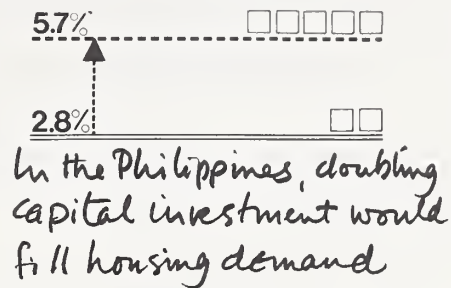 5.7%
2.8%
In the Philippines, doubling
capital investment would
fill housing demand